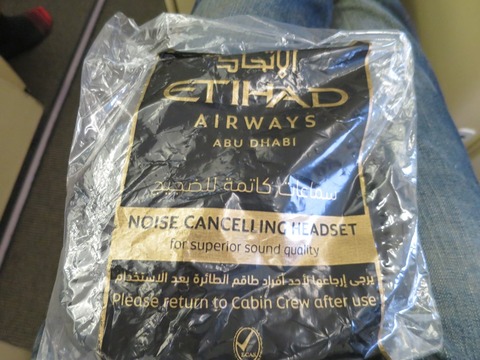 الاتحاد
ETIHAD
AIRWAYS
ABU DHABI
سماعات كاتمة للضجيج
NOISE CANCELLING HEADSET
for superior sound quality
يرجى إرجاعها لأحد أفراد طاقم الطائرة بعد الاستخدام
Please return to Cabin Crew after use